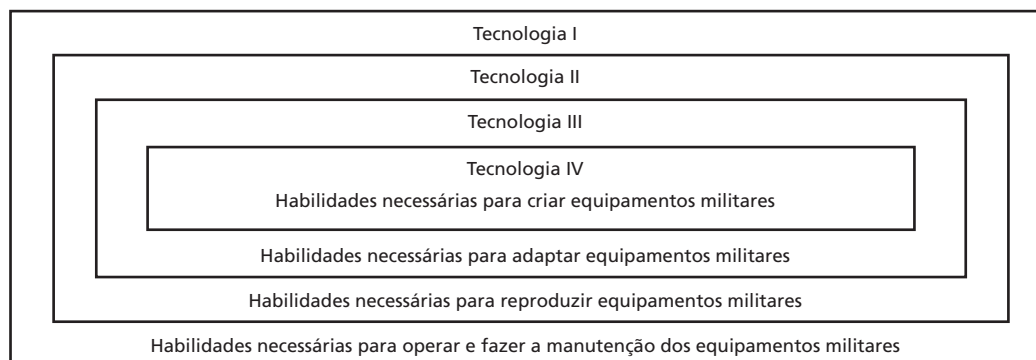 Tecnologia I
Tecnologia II
Tecnologia III
Tecnologia IV
Habilidades necessárias para criar equipamentos militares
Habilidades necessárias para adaptar equipamentos militares
Habilidades necessárias para reproduzir equipamentos militares
Habilidades necessárias para operar e fazer a manutenção dos equipamentos militares